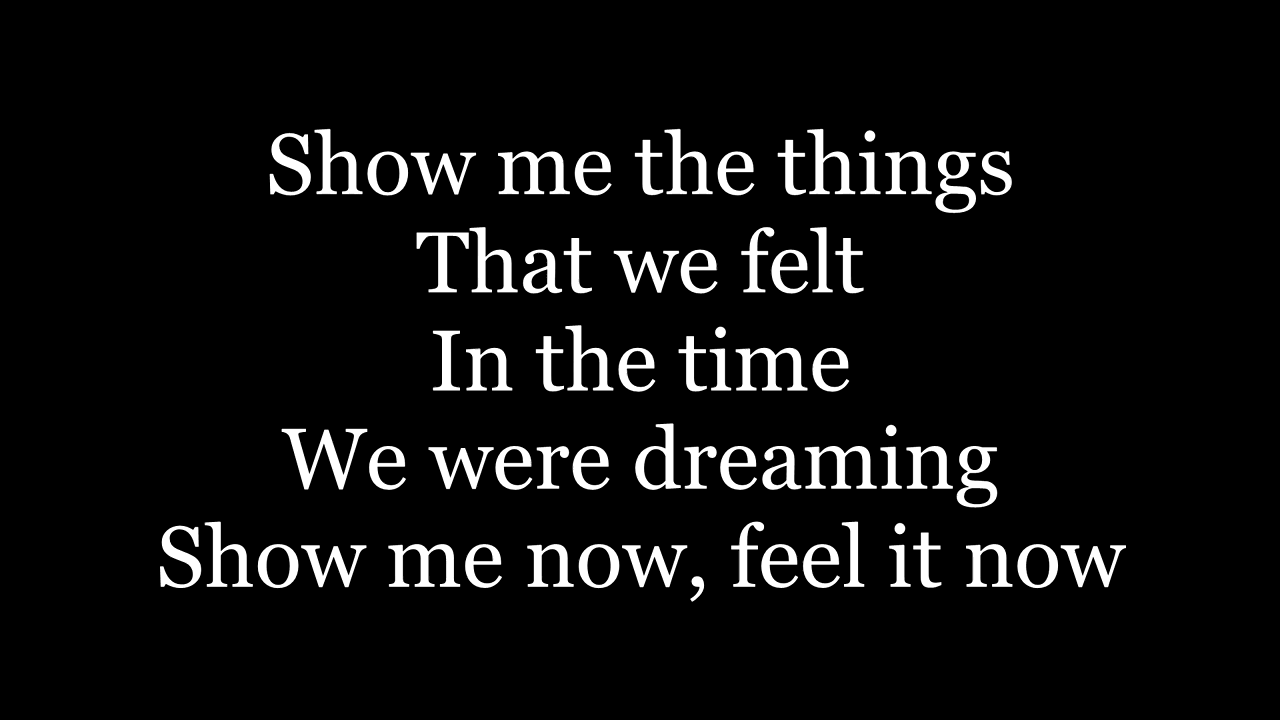 Show me the things
That we felt
In the time
We were dreaming
Show me now, feel it now